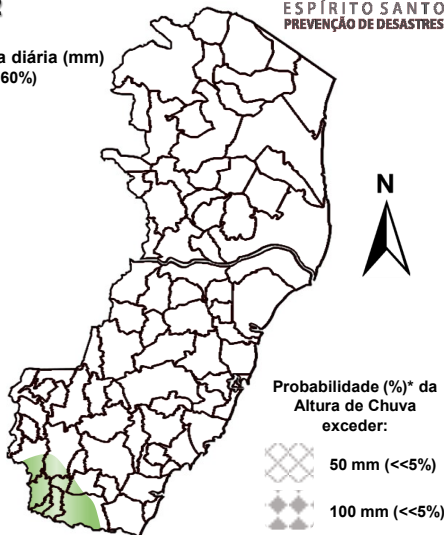 ESPÍRITO SANTO
PREVENÇÃO DE DESASTRES
a diária (mm)
60%)
N
Probabilidade (%)* da
Altura de Chuva
exceder:
50 mm (<<5%)
100 mm (<<5%)